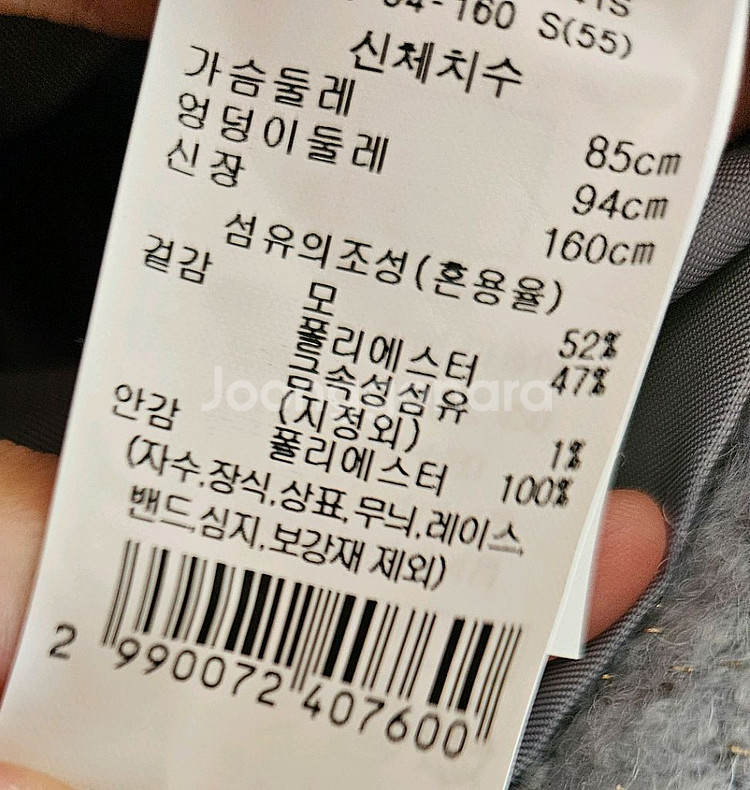 94-160 S(55)
신체치수
가슴둘레 85cm
엉덩이둘레 94cm
신장 160cm
섬유의조성(혼용율)
겉감
모 52%
폴리에스터 47%
금속성섬유
(지정외) 1%
안감 폴리에스터 100%
(자수,장식,상표,무늬,레이스,
밴드,심지,보강재 제외)
2 990072 407600